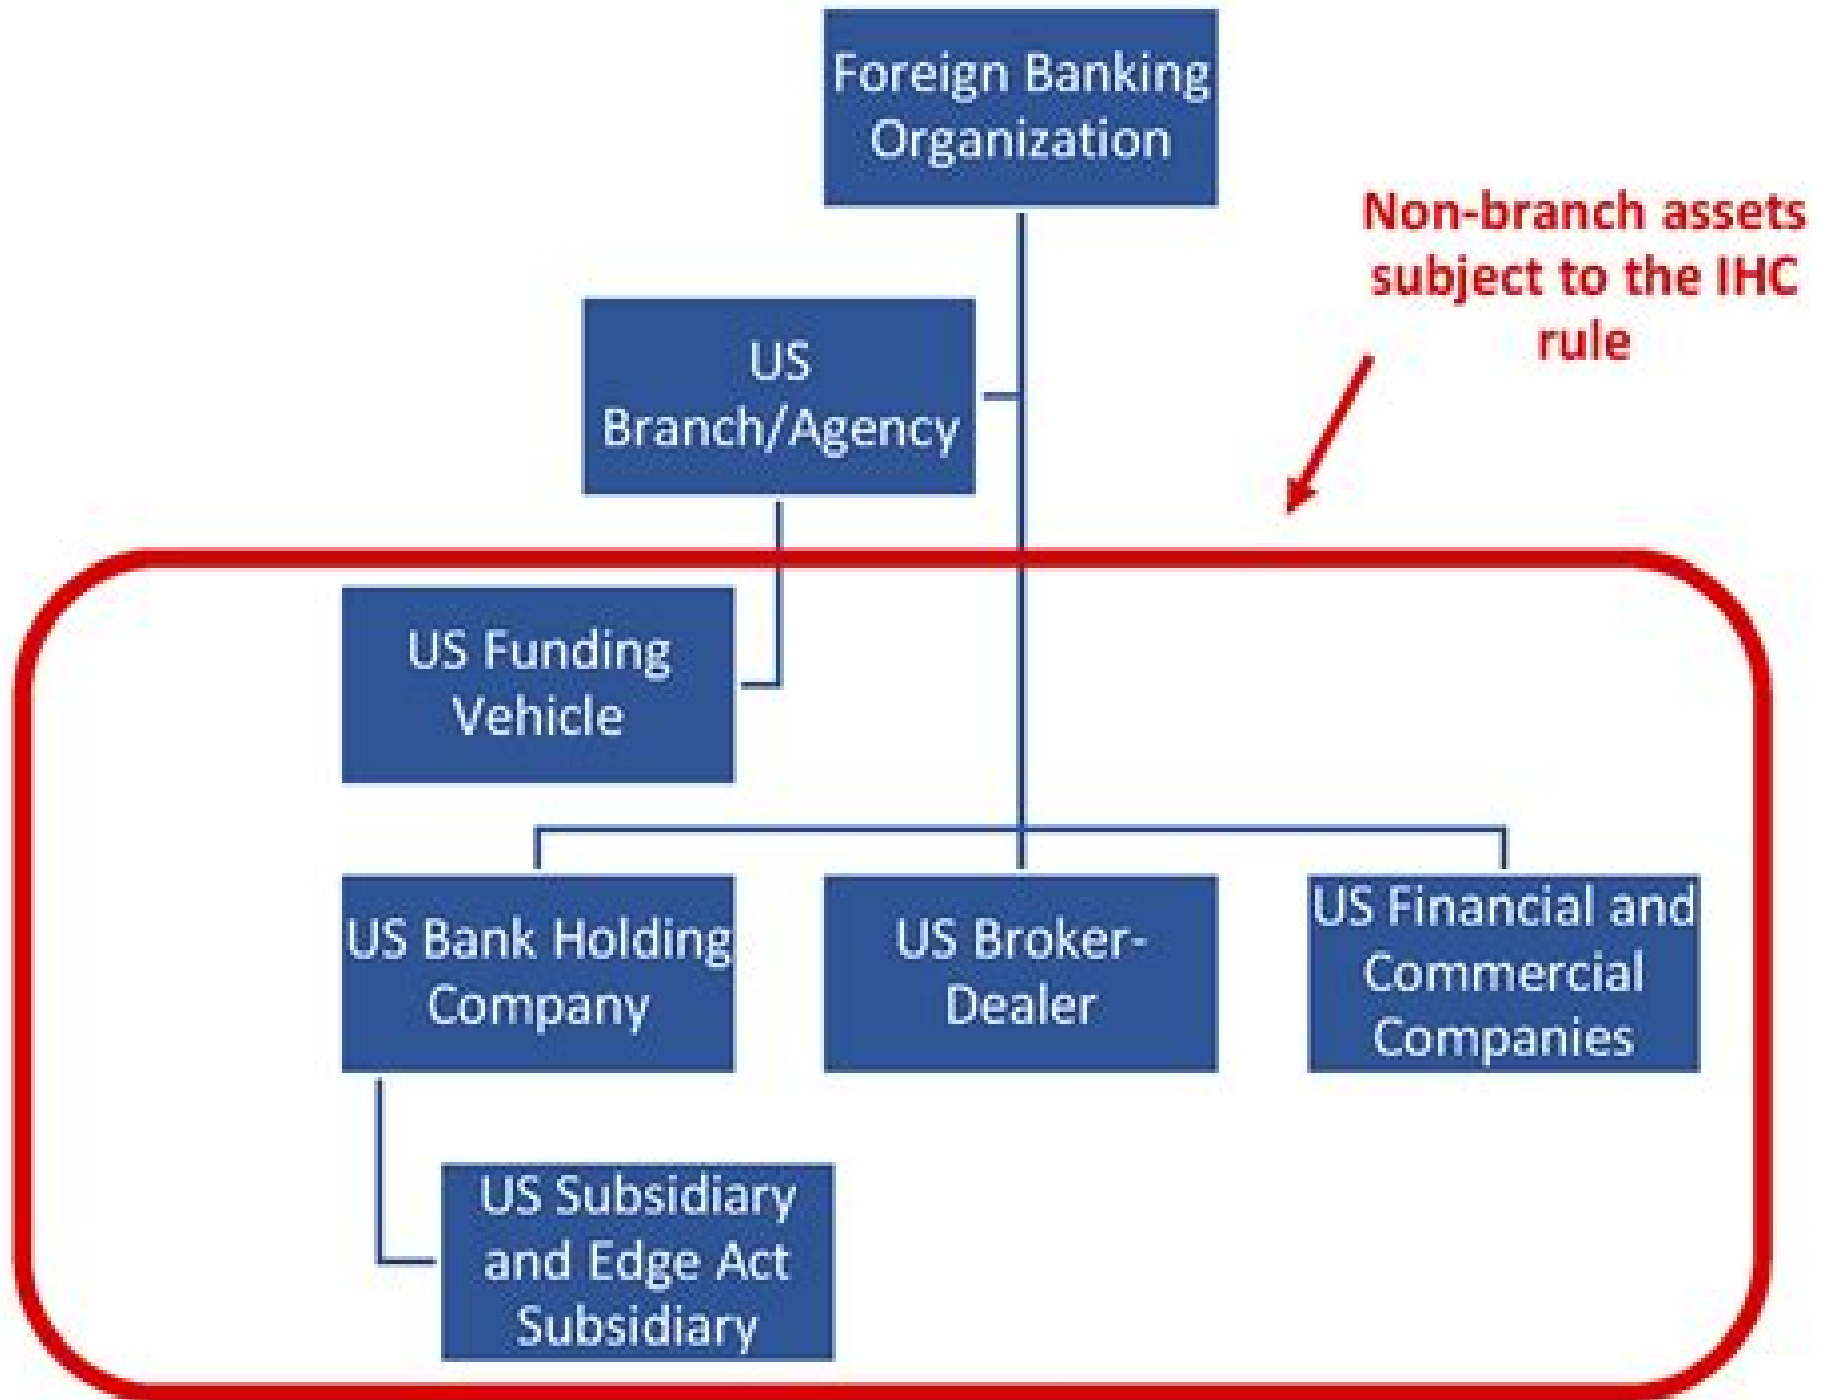 Foreign Banking
Organization
Non-branch assets
subject to the IHC
rule
US
Branch/Agency
US Funding
Vehicle
US Bank Holding
Company
US Broker-
Dealer
US Financial and
Commercial
Companies
US Subsidiary
and Edge Act
Subsidiary